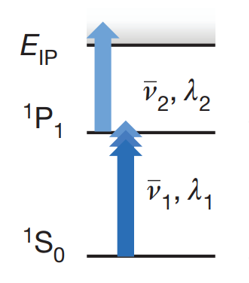 E_IP
ν̅₂, λ₂
¹P₁
ν̅₁, λ₁
¹S₀